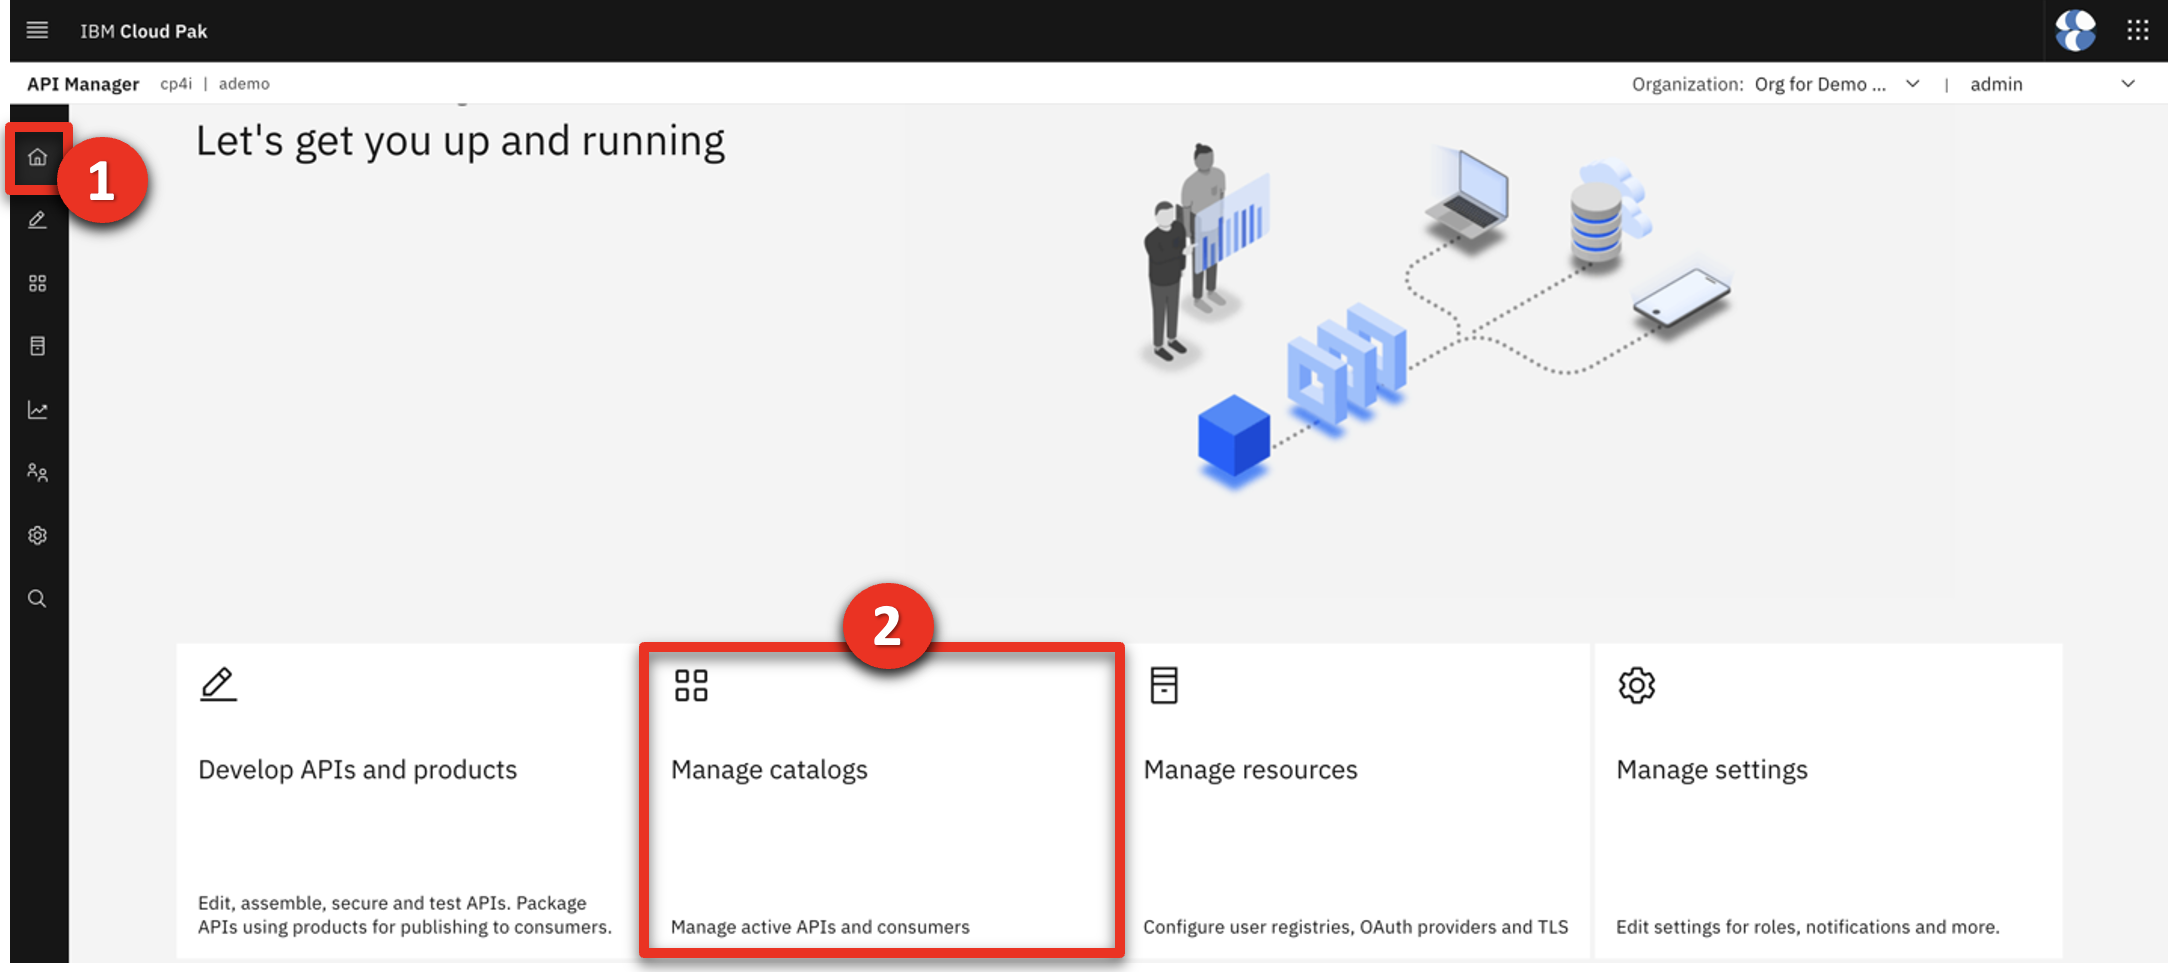 IBM Cloud Pak
API Manager cp4i | ademo
Organization: Org for Demo ... | admin
Let's get you up and running
1
2
Develop APIs and products
Edit, assemble, secure and test APIs. Package
APIs using products for publishing to consumers.
Manage catalogs
Manage active APIs and consumers
Manage resources
Configure user registries, OAuth providers and TLS
Manage settings
Edit settings for roles, notifications and more.